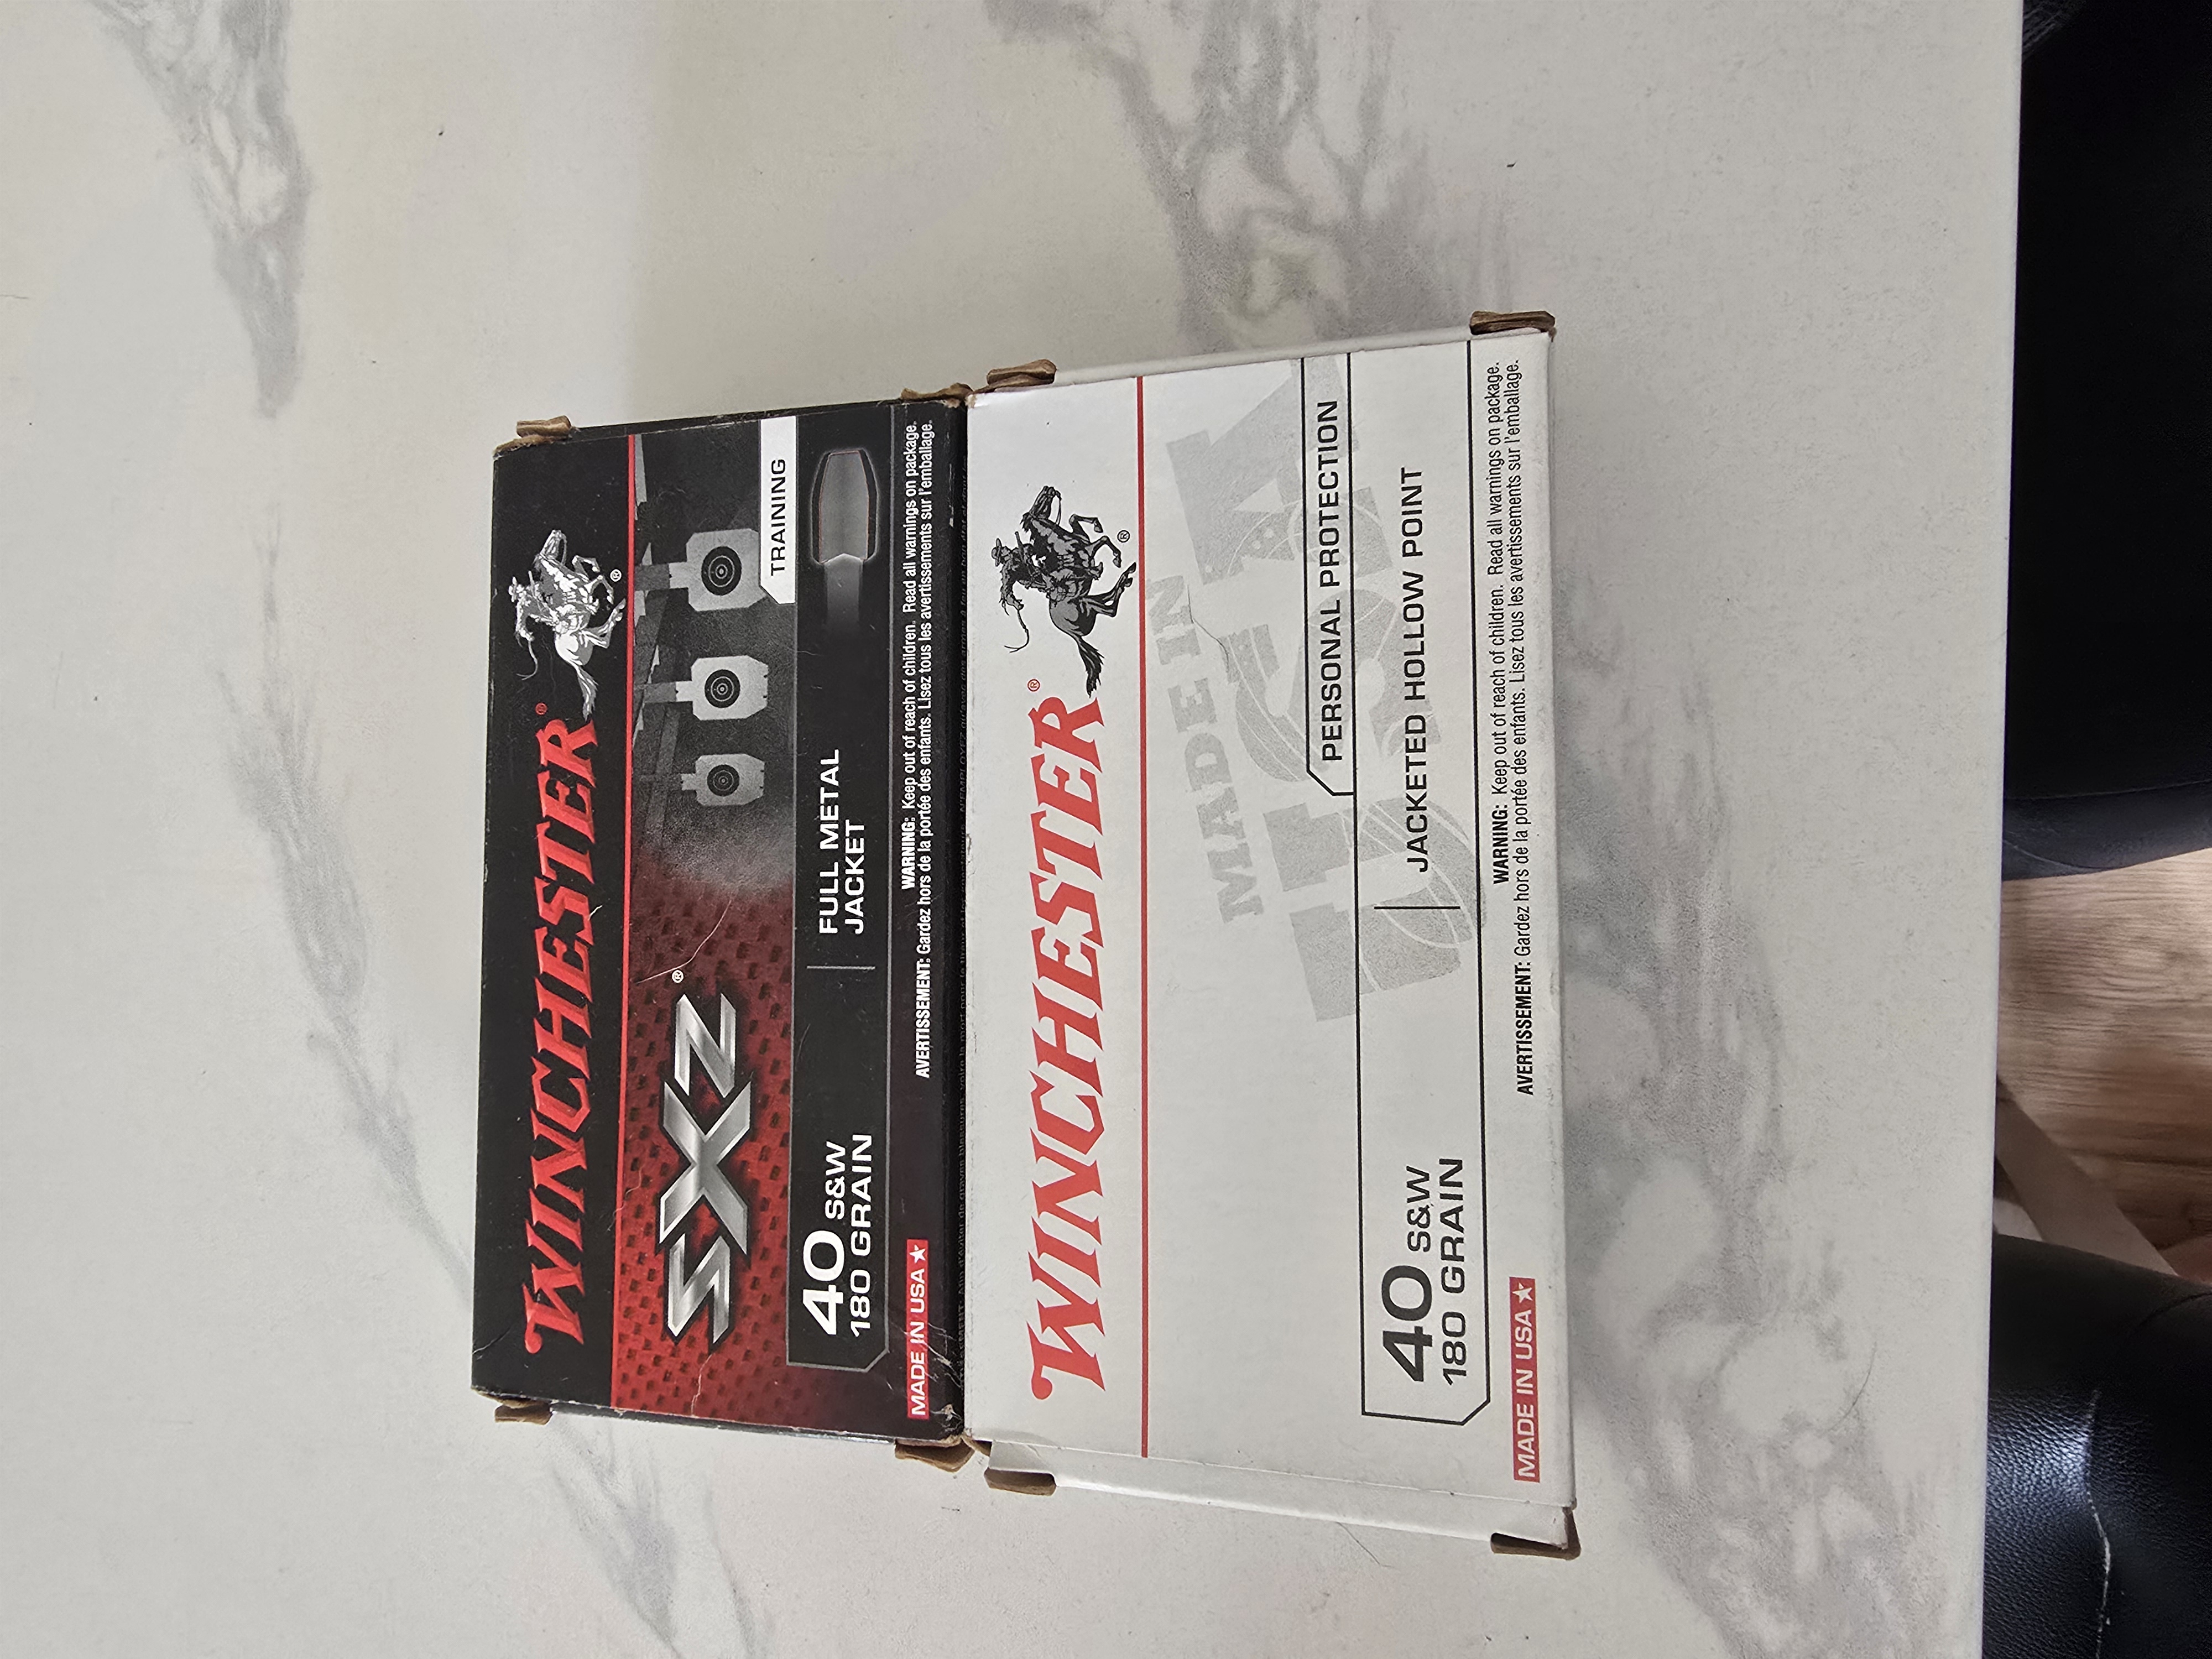 WINCHESTER®
®
SXZ®
TRAINING
40 S&W
180 GRAIN
FULL METAL
JACKET
MADE IN USA
WARNING: Keep out of reach of children. Read all warnings on package.
AVERTISSEMENT: Gardez hors de la portée des enfants. Lisez tous les avertissements sur l'emballage.
WINCHESTER®
®
MADE IN
USA
PERSONAL PROTECTION
40 S&W
180 GRAIN
JACKETED HOLLOW POINT
MADE IN USA
WARNING: Keep out of reach of children. Read all warnings on package.
AVERTISSEMENT: Gardez hors de la portée des enfants. Lisez tous les avertissements sur l'emballage.